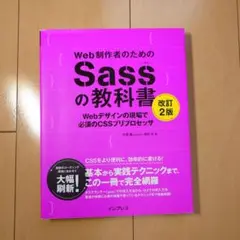 Web制作者のための
Sass
の教科書
改訂
2版
Webデザインの現場で
必須のCSSプリプロセッサ
大幅
刷新!
CSSをより便利に、効率的に書ける!
基本から実践テクニックまで、
この一冊で完全網羅
インプレス